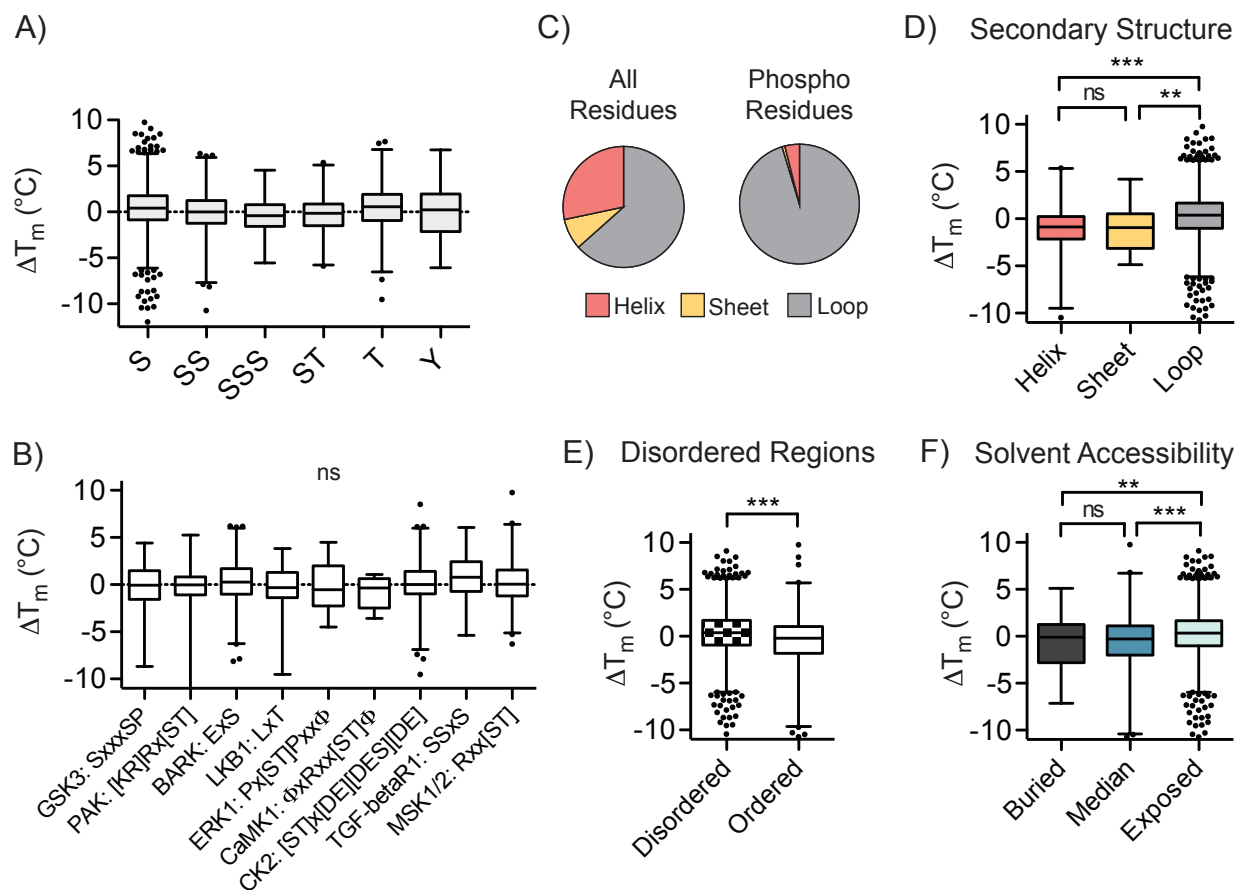 A)
ΔTm (°C)
10
5
0
-5
-10
S
SS
SSS
ST
T
Y
B)
ns
ΔTm (°C)
10
5
0
-5
-10
GSK3: SxxxSP
PAK: [KR]Rx[ST]
BARK: ExS
LKB1: LxT
ERK1: Px[ST]PxxΦ
CaMK1: ΦxRxx[ST]Φ
CK2: [ST]x[DE][DES][DE]
TGF-betaR1: SSxS
MSK1/2: Rxx[ST]
C)
All
Residues
Phospho
Residues
Helix
Sheet
Loop
D) Secondary Structure
***
ns
**
ΔTm (°C)
10
5
0
-5
-10
Helix
Sheet
Loop
E) Disordered Regions
***
ΔTm (°C)
10
5
0
-5
-10
Disordered
Ordered
F) Solvent Accessibility
**
ns
***
ΔTm (°C)
10
5
0
-5
-10
Buried
Median
Exposed